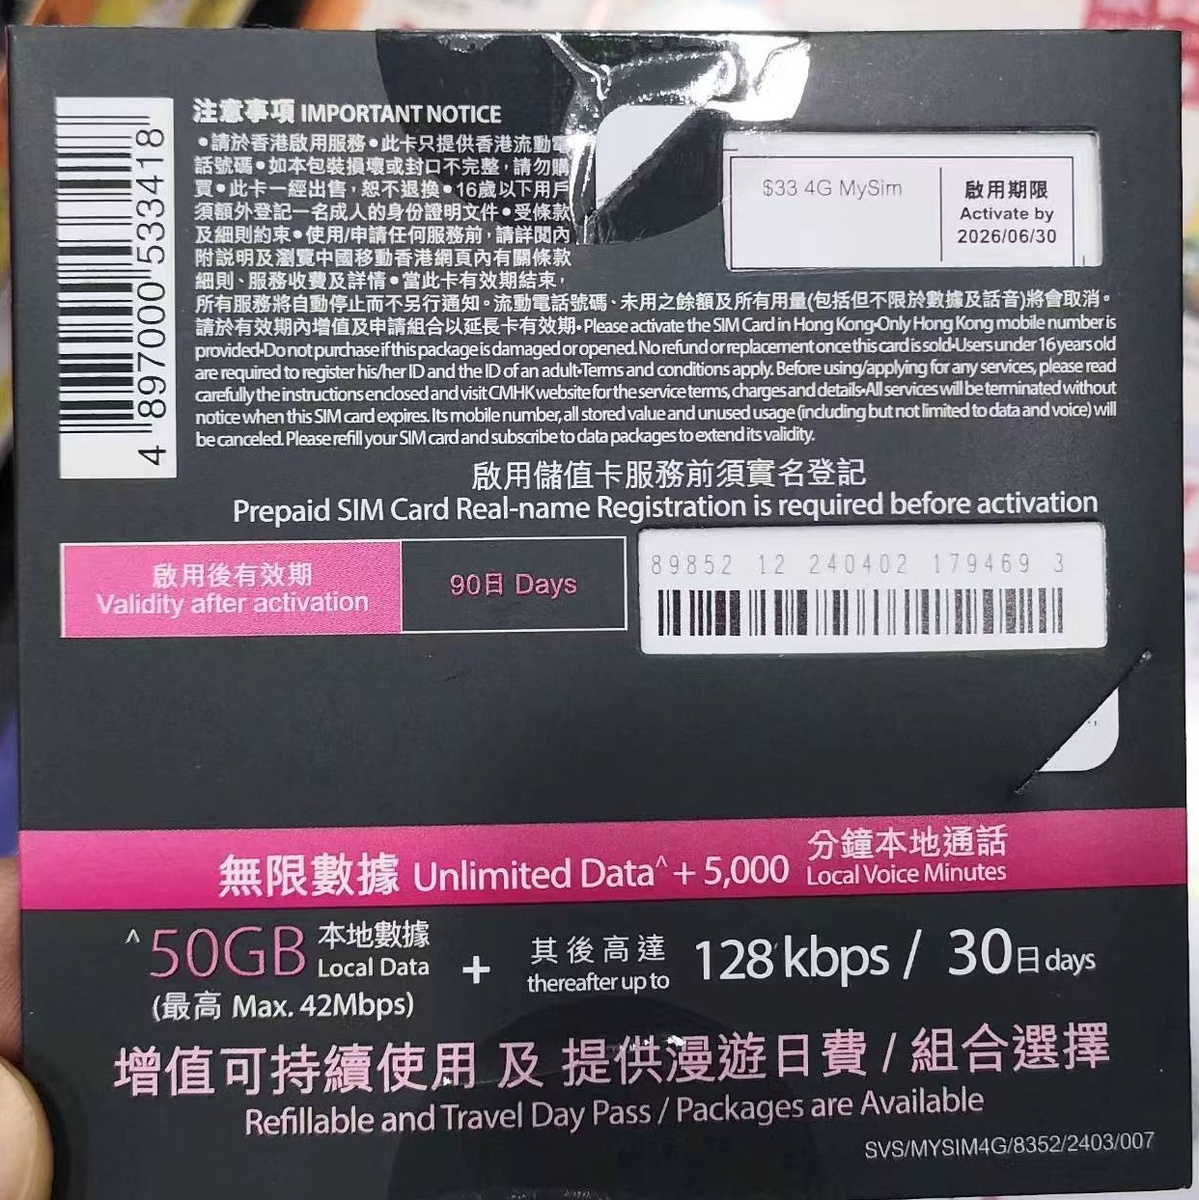 4 897000 533418
注意事項 IMPORTANT NOTICE
•請於香港啟用服務•此卡只提供香港流動電
話號碼•如本包裝損壞或封口不完整，請勿購
買•此卡一經出售，恕不退換•16歲以下用戶
須額外登記一名成人的身份證明文件•受條款
及細則約束•使用/申請任何服務前，請詳閱內
附說明及瀏覽中國移動香港網頁內有關條款
細則、服務收費及詳情•當此卡有效期結束，
所有服務將自動停止而不另行通知。流動電話號碼、未用之餘額及所有用量(包括但不限於數據及話音)將會取消。
請於有效期內增值及申請組合以延長卡有效期•Please activate the SIM Card in Hong Kong•Only Hong Kong mobile number is
provided•Do not purchase if this package is damaged or opened. No refund or replacement once this card is sold•Users under 16 years old
are required to register his/her ID and the ID of an adult•Terms and conditions apply. Before using/applying for any services, please read
carefully the instructions enclosed and visit CMHK website for the service terms, charges and details•All services will be terminated without
notice when this SIM card expires. Its mobile number, all stored value and unused usage (including but not limited to data and voice) will
be canceled. Please refill your SIM card and subscribe to data packages to extend its validity.
$33 4G MySim
啟用期限
Activate by
2026/06/30
啟用儲值卡服務前須實名登記
Prepaid SIM Card Real-name Registration is required before activation
啟用後有效期
Validity after activation
90日 Days
89852 12 240402 179469 3
無限數據 Unlimited Data^ + 5,000 分鐘本地通話
Local Voice Minutes
^50GB 本地數據
Local Data
(最高 Max. 42Mbps)
+
其後高達
thereafter up to
128 kbps / 30日 days
增值可持續使用 及 提供漫遊日費 / 組合選擇
Refillable and Travel Day Pass / Packages are Available
SVS/MYSIM4G/8352/2403/007